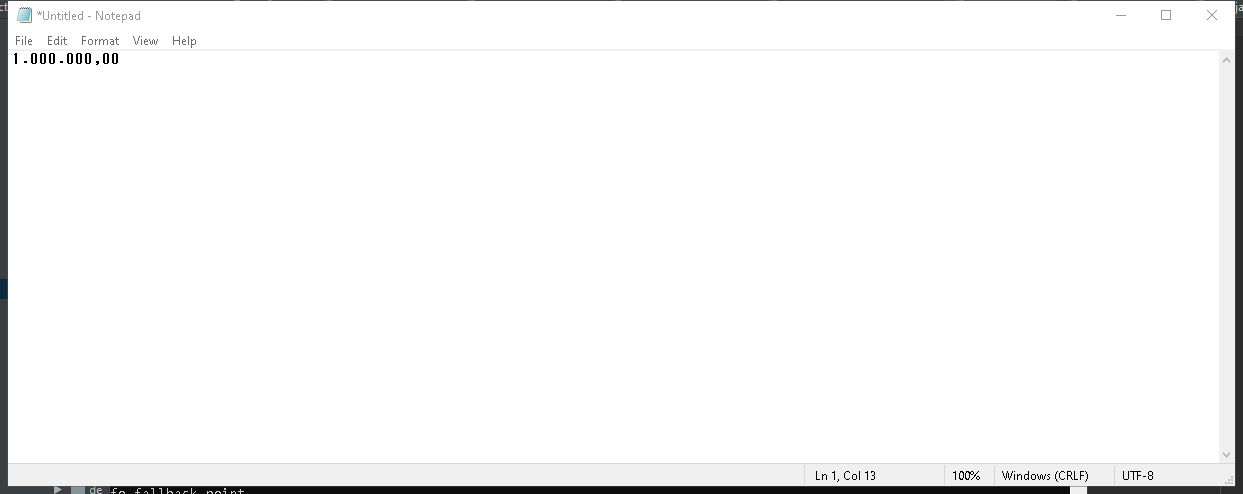 *Untitled - Notepad
File Edit Format View Help
1.000.000,00
Ln 1, Col 13 100% Windows (CRLF) UTF-8
de fo fallback point